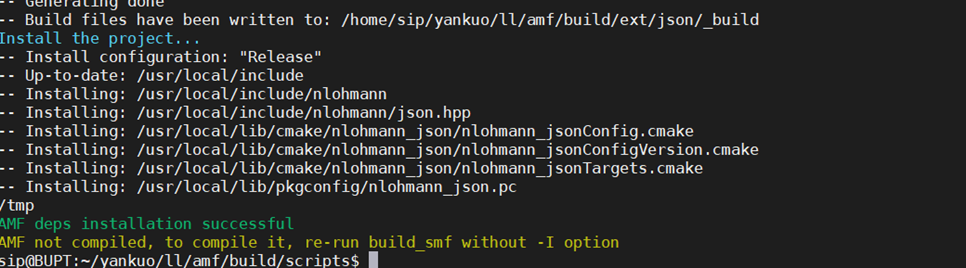 -- Generating done
-- Build files have been written to: /home/sip/yankuo/ll/amf/build/ext/json/_build
Install the project...
-- Install configuration: "Release"
-- Up-to-date: /usr/local/include
-- Installing: /usr/local/include/nlohmann
-- Installing: /usr/local/include/nlohmann/json.hpp
-- Installing: /usr/local/lib/cmake/nlohmann_json/nlohmann_jsonConfig.cmake
-- Installing: /usr/local/lib/cmake/nlohmann_json/nlohmann_jsonConfigVersion.cmake
-- Installing: /usr/local/lib/cmake/nlohmann_json/nlohmann_jsonTargets.cmake
-- Installing: /usr/local/lib/pkgconfig/nlohmann_json.pc
/tmp
AMF deps installation successful
AMF not compiled, to compile it, re-run build_smf without -I option
sip@BUPT:~/yankuo/ll/amf/build/scripts$